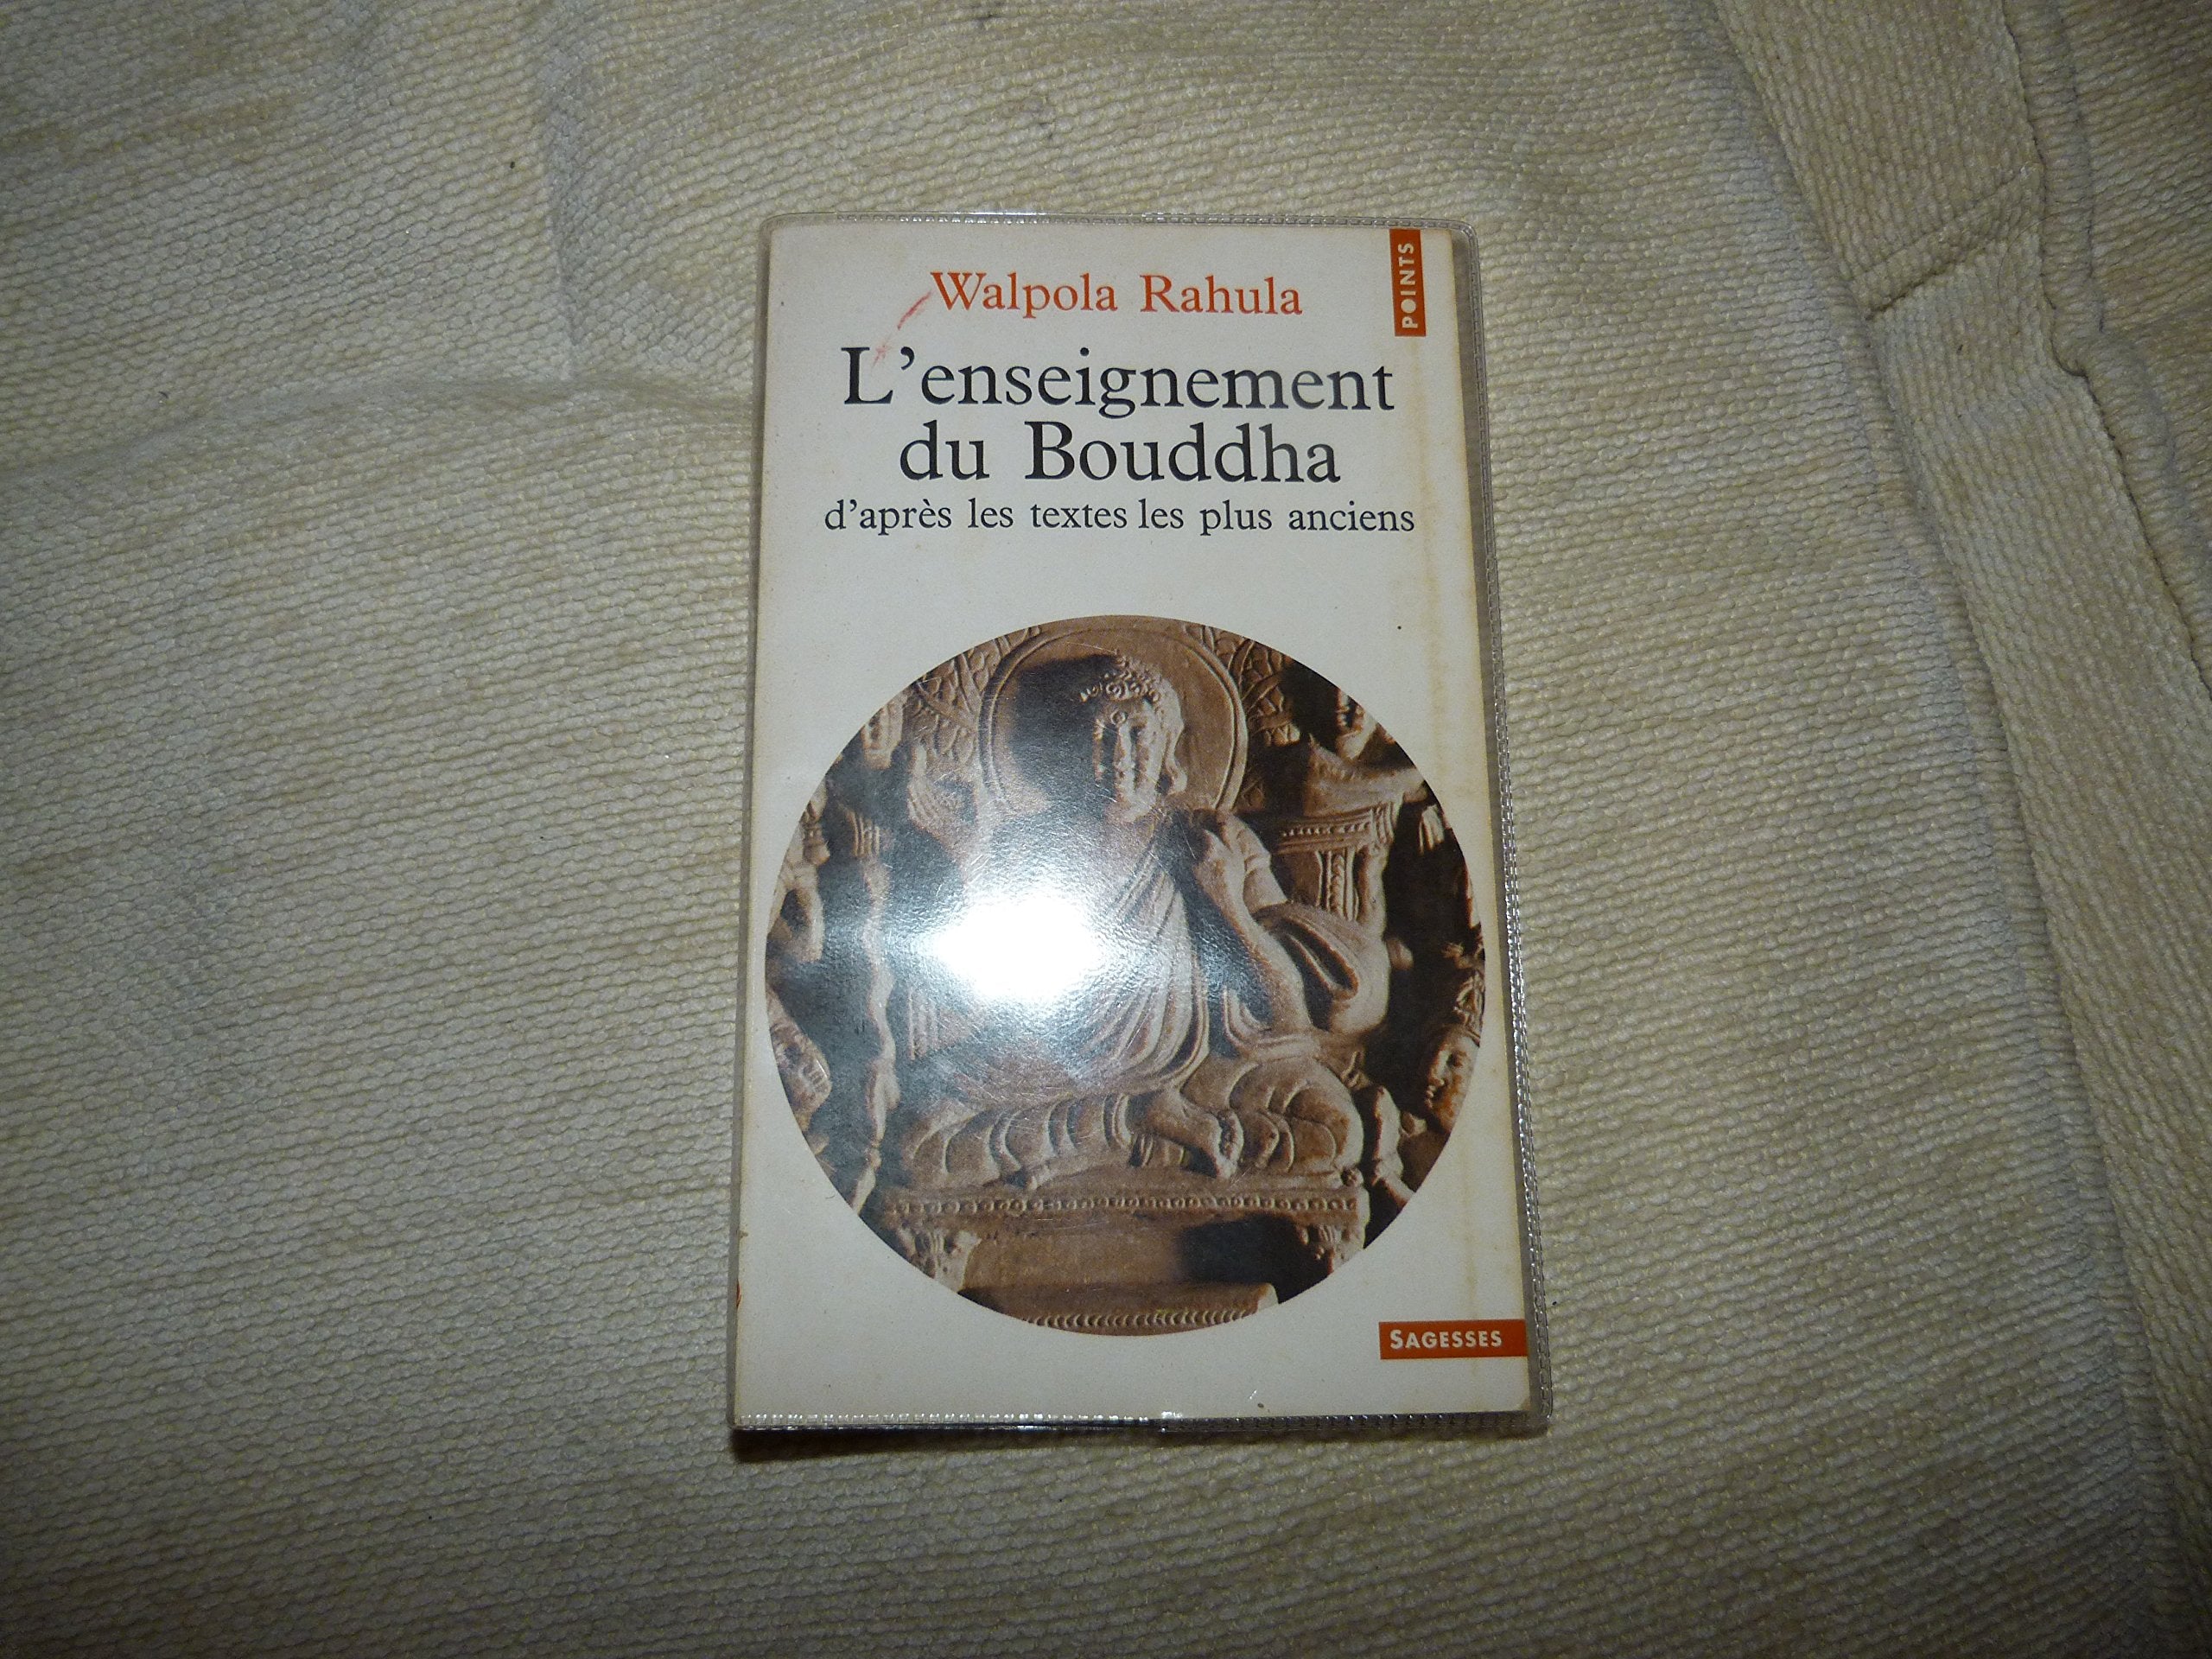 Walpola Rahula
POINTS
L'enseignement
du Bouddha
d'après les textes les plus anciens
SAGESSES